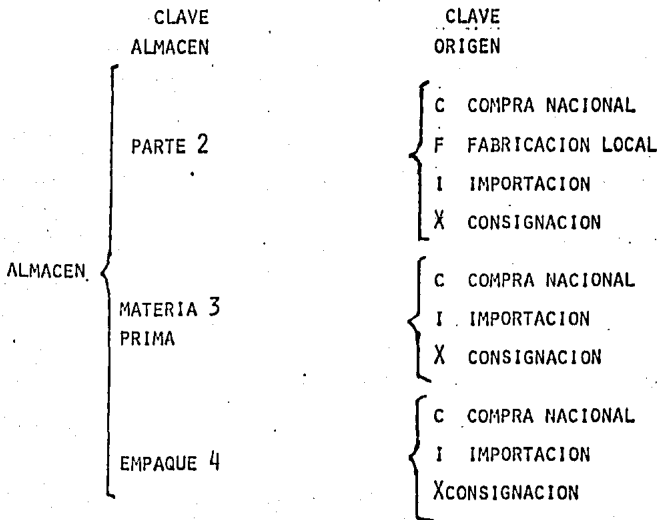 CLAVE CLAVE
ALMACEN ORIGEN
C COMPRA NACIONAL
PARTE 2 F FABRICACION LOCAL
I IMPORTACION
X CONSIGNACION
ALMACEN
C COMPRA NACIONAL
MATERIA 3 I IMPORTACION
PRIMA X CONSIGNACION
C COMPRA NACIONAL
EMPAQUE 4 I IMPORTACION
XCONSIGNACION